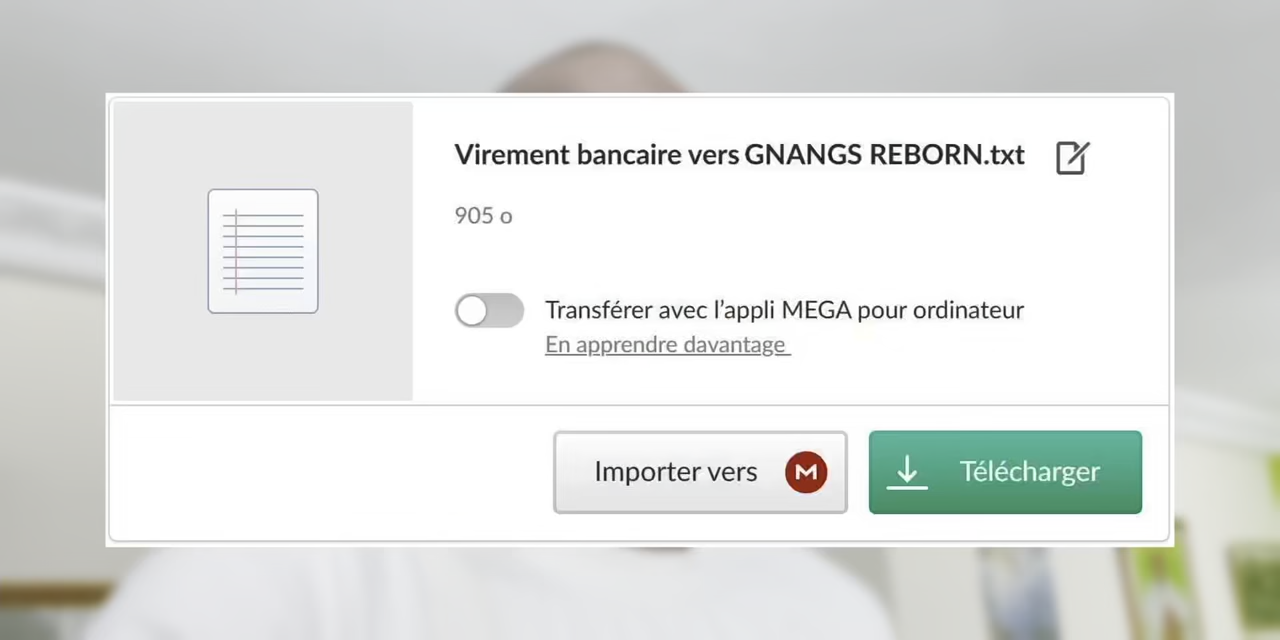 Virement bancaire vers GNANGS REBORN.txt
905 o
Transférer avec l’appli MEGA pour ordinateur
En apprendre davantage
Importer vers M
Télécharger